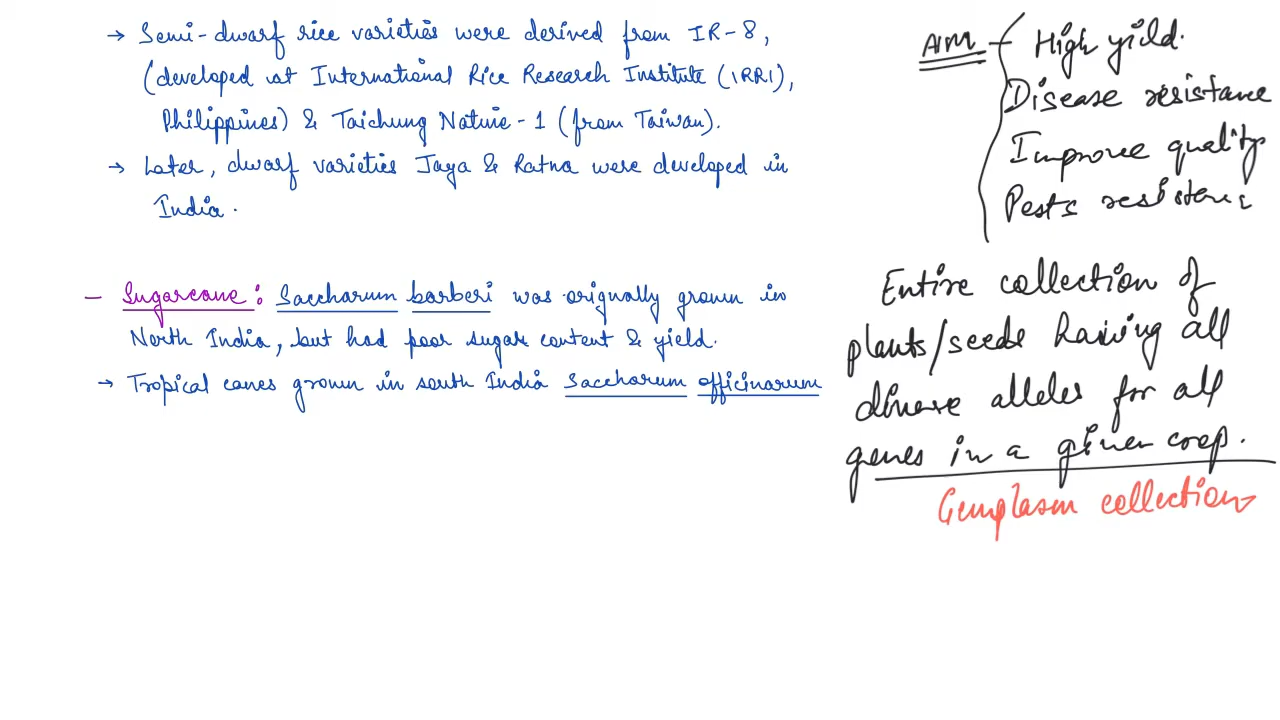 → Semi-dwarf rice varieties were derived from IR-8,
(developed at International Rice Research Institute (IRRI),
Philippines) & Taichung Native-1 (from Taiwan).
→ Later, dwarf varieties Jaya & Ratna were developed in
India.
- Sugarcane: Saccharum barberi was orignally grown in
North India, but had poor sugar content & yield.
→ Tropical canes grown in south India Saccharum officinarum
AIM - High yield.
Disease resistance
Improve quality
Pests resistence
Entire collection of
plants/seeds having all
diverse alleles for all
genes in a given crop.
Gemplasm collection